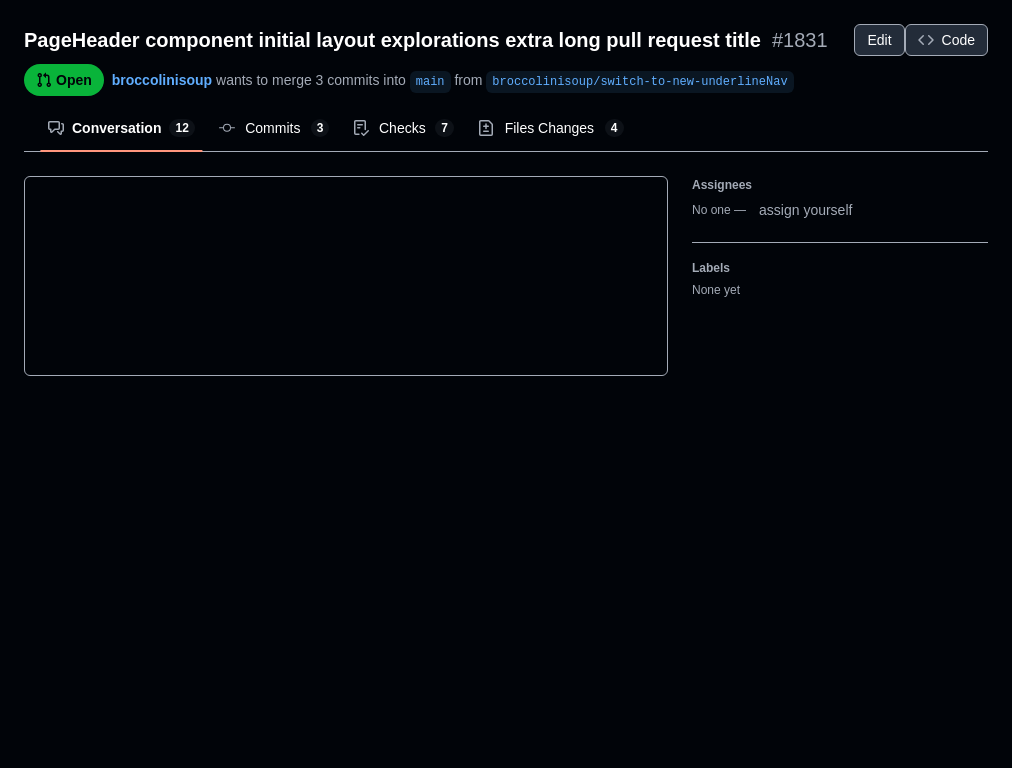 PageHeader component initial layout explorations extra long pull request title #1831
Edit
Code
Open
broccolinisoup wants to merge 3 commits into main from broccolinisoup/switch-to-new-underlineNav
Conversation 12
Commits 3
Checks 7
Files Changes 4
Assignees
No one — assign yourself
Labels
None yet